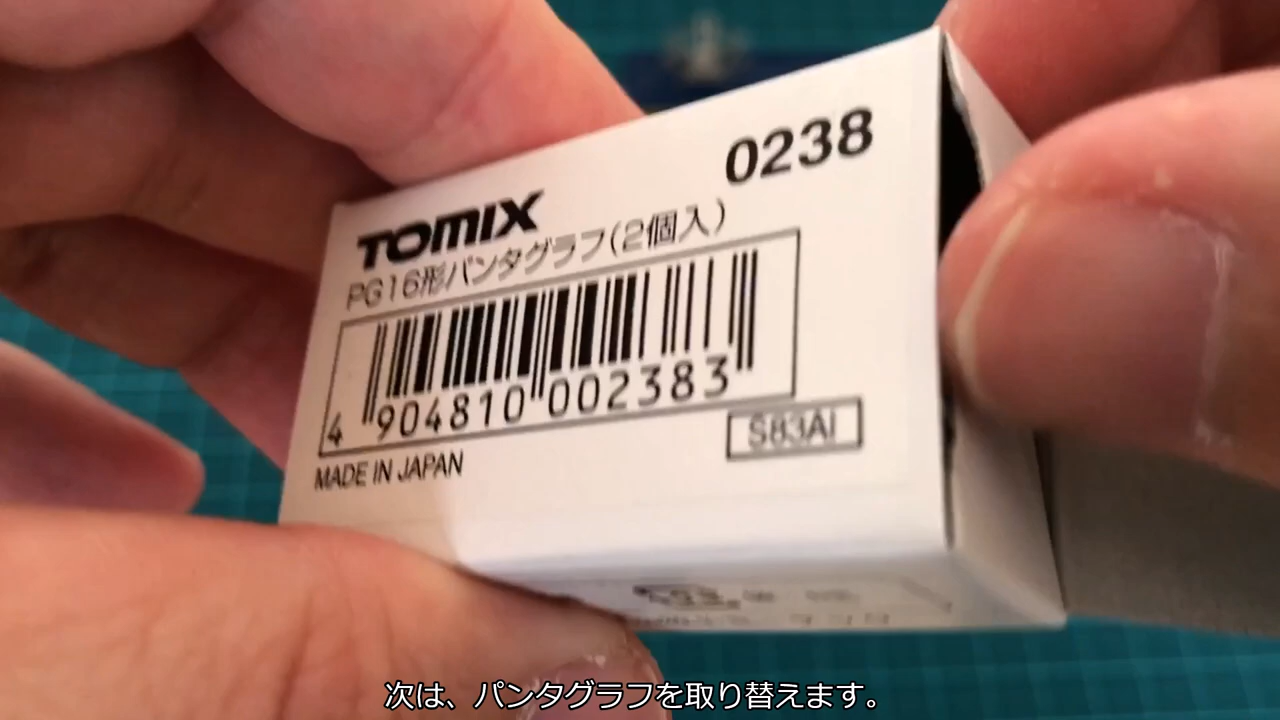 0238
TOMIX
PG16形パンタグラフ(2個入)
4 904810 002383
S83AI
MADE IN JAPAN
次は、パンタグラフを取り替えます。